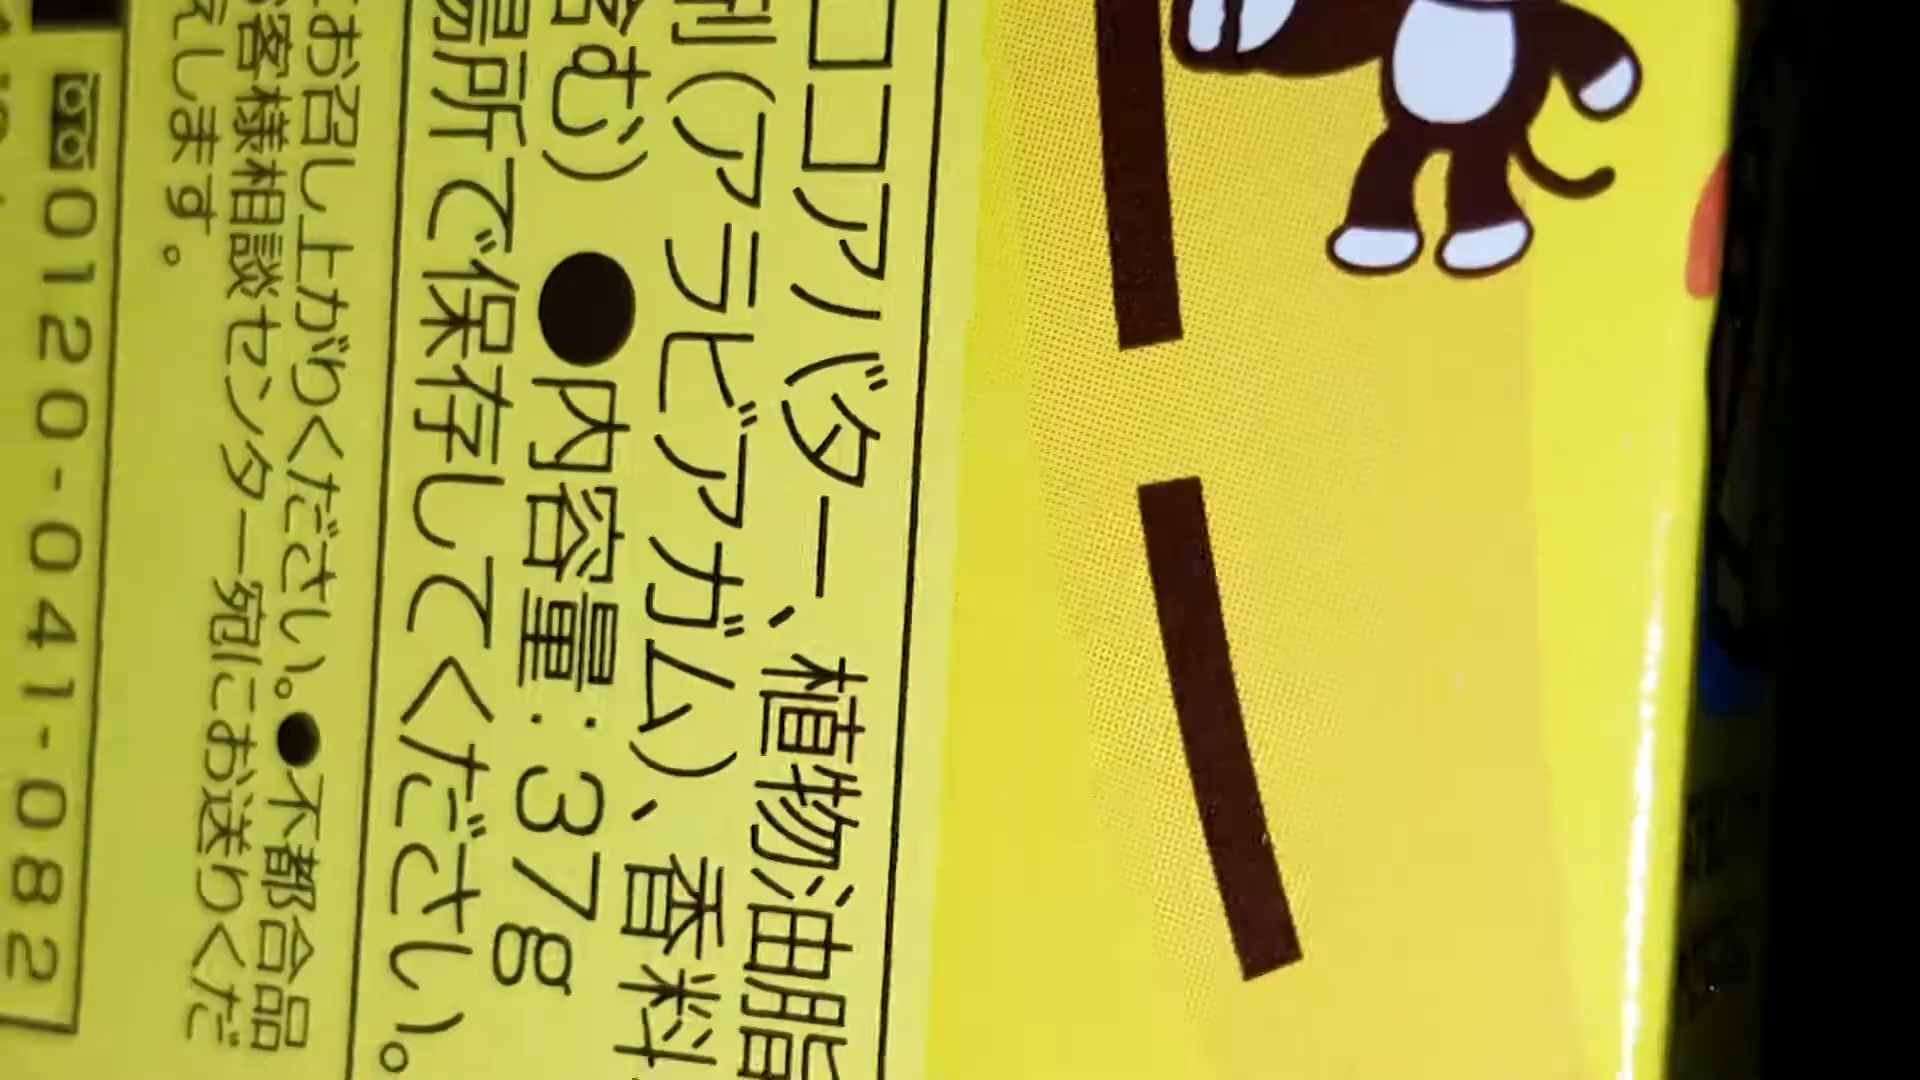 ココアバター、植物油脂
剤(アラビアガム)、香料
含む) ●内容量:37g
場所で保存してください。
お召し上がりください。●不都合品
お客様相談センター宛にお送りくだ
えします。
0120-041-082